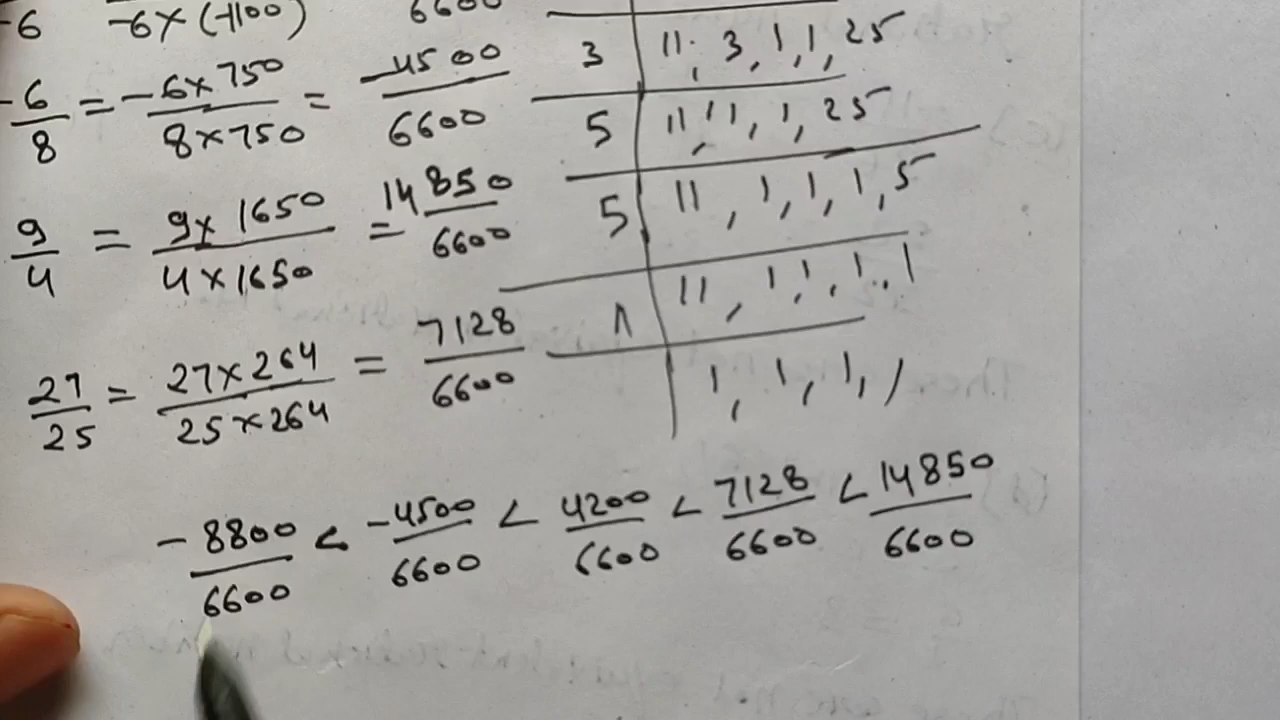 -6   -6 × (-1100)   6600
-6/8 = -6×750 / 8×750 = -4500/6600
9/4 = 9× 1650 / 4×1650 = 14850/6600
27/25 = 27×264 / 25×264 = 7128/6600
3 | 11, 3, 1, 1, 25
5 | 11, 1, 1, 25
5 | 11, 1, 1, 1, 5
11, 1, 1, 1, 1
1, 1, 1, 1
-8800/6600 < -4500/6600 < 4200/6600 < 7128/6600 < 14850/6600